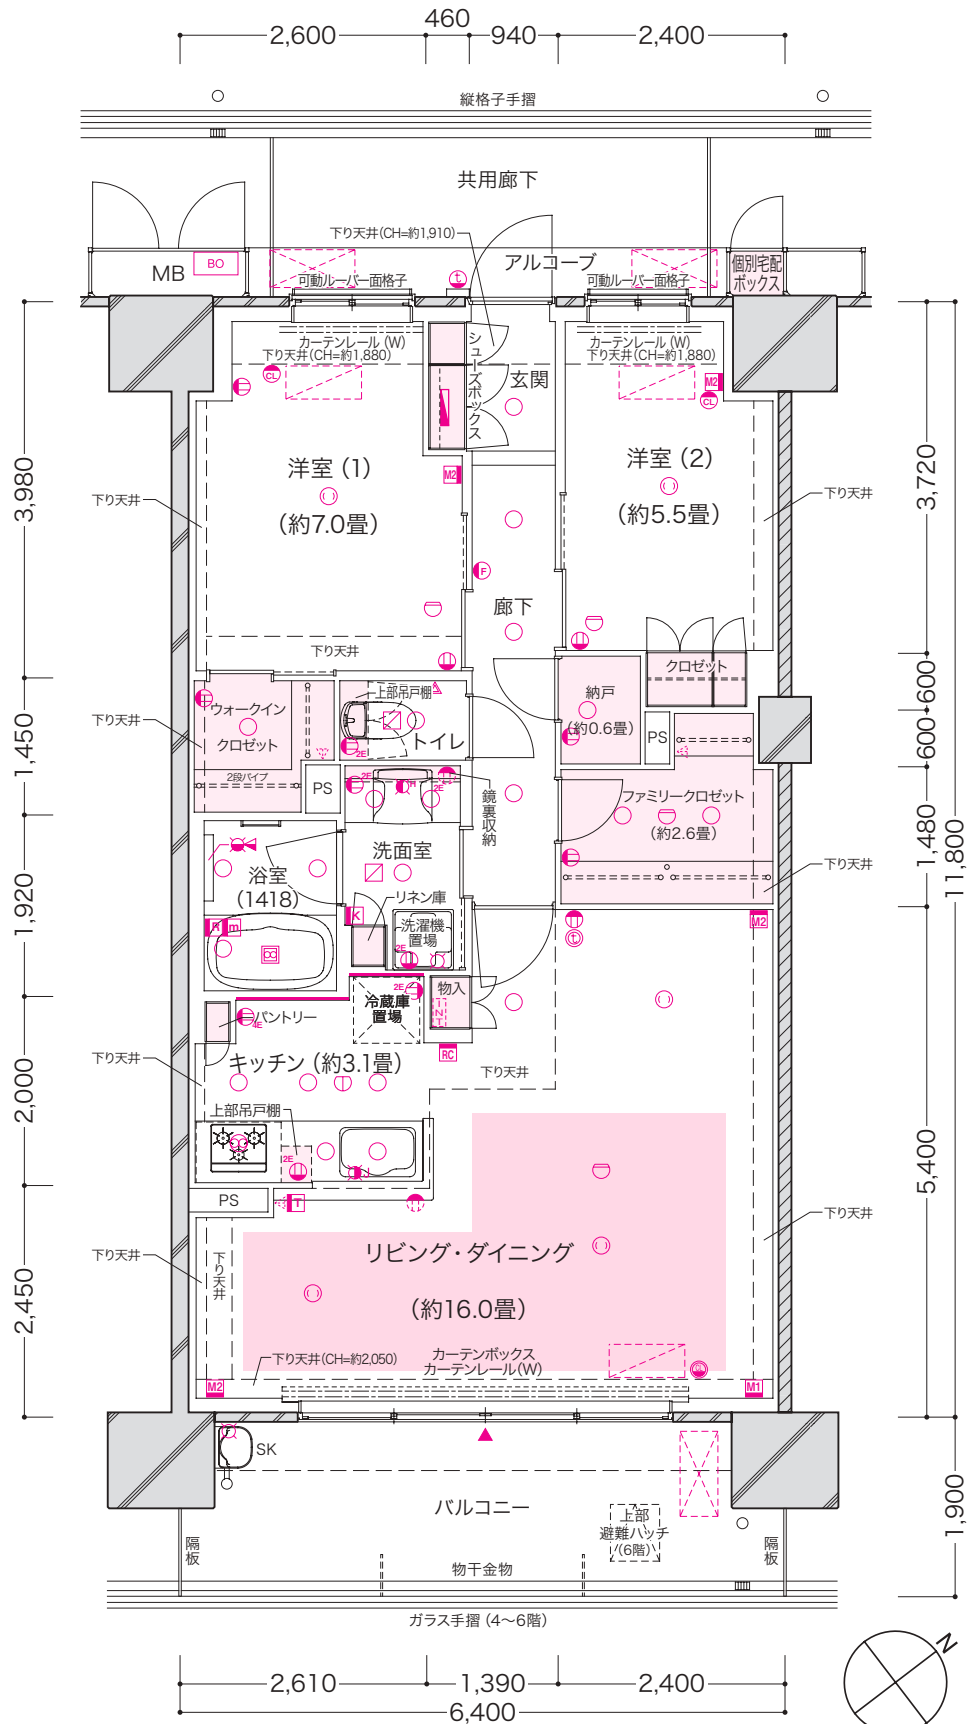 460
2,600
940
2,400
縦格子手摺
共用廊下
下り天井(CH=約1,910)
アルコーブ
MB
BO
個別宅配
ボックス
可動ルーバー面格子
可動ルーバー面格子
t
カーテンレール(W)
下り天井(CH=約1,880)
カーテンレール(W)
下り天井(CH=約1,880)
シューズボックス
玄関
CL
M2
CL
洋室(1)
(約7.0畳)
M2
洋室(2)
(約5.5畳)
下り天井
下り天井
3,980
3,720
F
廊下
下り天井
クロゼット
600
上部吊戸棚
納戸
(約0.6畳)
ウォークイン
クロゼット
トイレ
2E
下り天井
PS
600
1,450
2段パイプ
PS
2E
2E
鏡裏収納
ファミリークロゼット
(約2.6畳)
1,480
11,800
洗面室
浴室
(1418)
リネン庫
下り天井
1,920
K
R
m
洗濯機
置場
2E
t
M2
冷蔵庫
置場
2E
物入
パントリー
4E
RC
キッチン(約3.1畳)
下り天井
下り天井
2,000
上部吊戸棚
2E
5,400
PS
T
下り天井
下り天井
下り天井
リビング・ダイニング
(約16.0畳)
2,450
下り天井(CH=約2,050)
カーテンボックス
カーテンレール(W)
M2
M1
F
SK
バルコニー
上部
避難ハッチ
(6階)
1,900
隔板
隔板
物干金物
ガラス手摺(4〜6階)
N
2,610
1,390
2,400
6,400